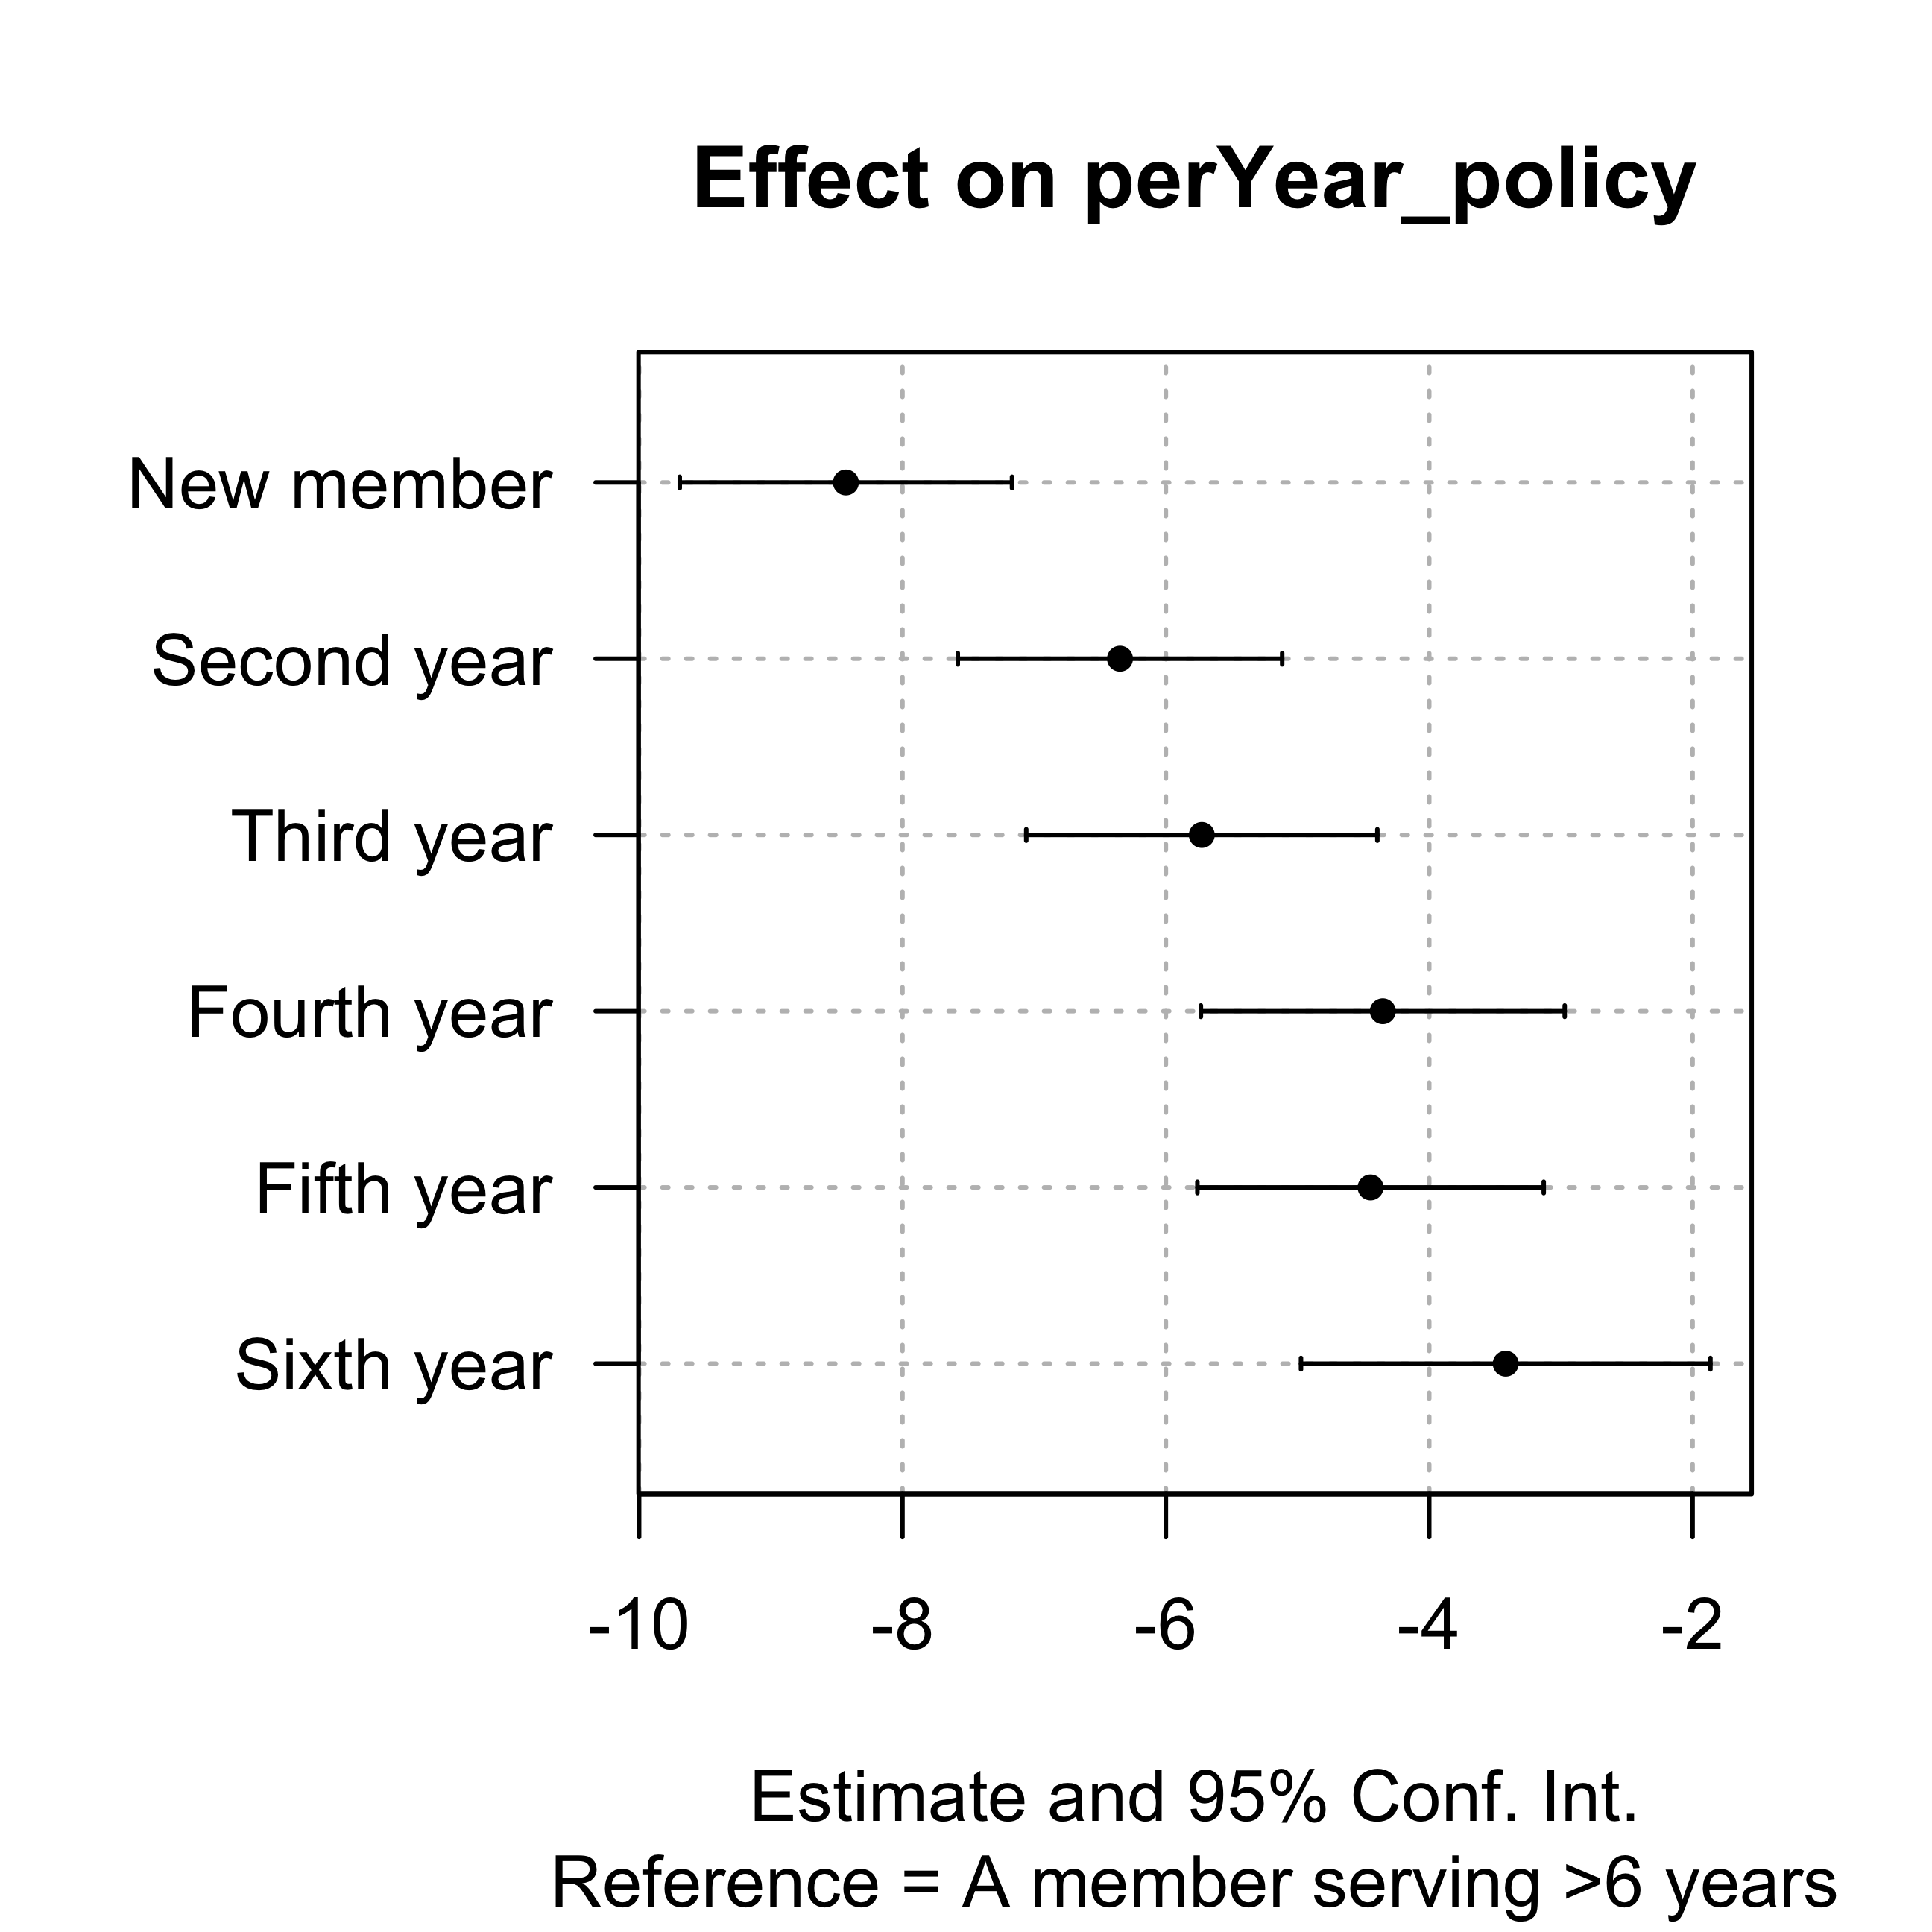 Effect on perYear_policy
New member
Second year
Third year
Fourth year
Fifth year
Sixth year
-10 -8 -6 -4 -2
Estimate and 95% Conf. Int.
Reference = A member serving >6 years